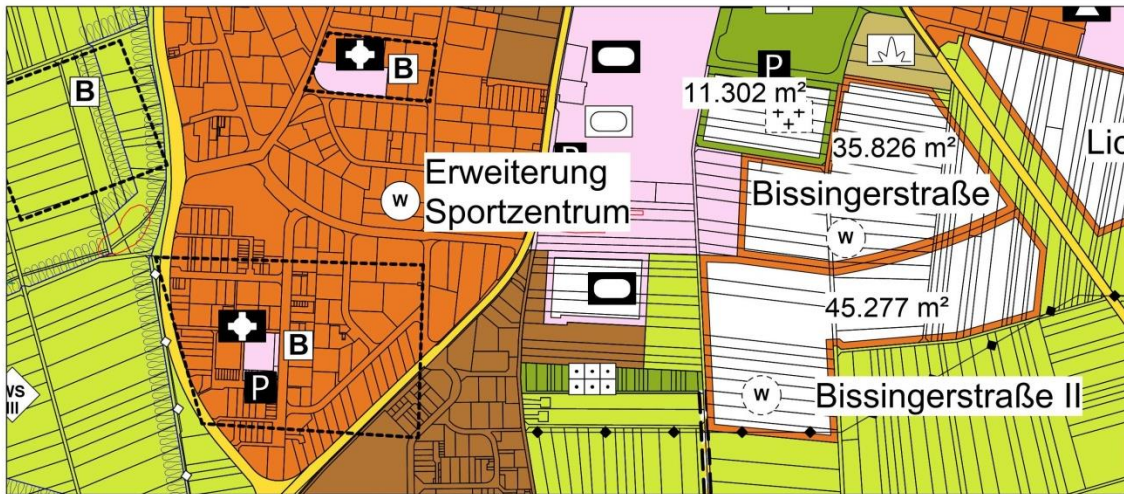 B
B
P
11.302 m²
35.826 m²
Lic
Erweiterung
Sportzentrum
W
Bissingerstraße
W
45.277 m²
B
P
WS
III
W
Bissingerstraße II